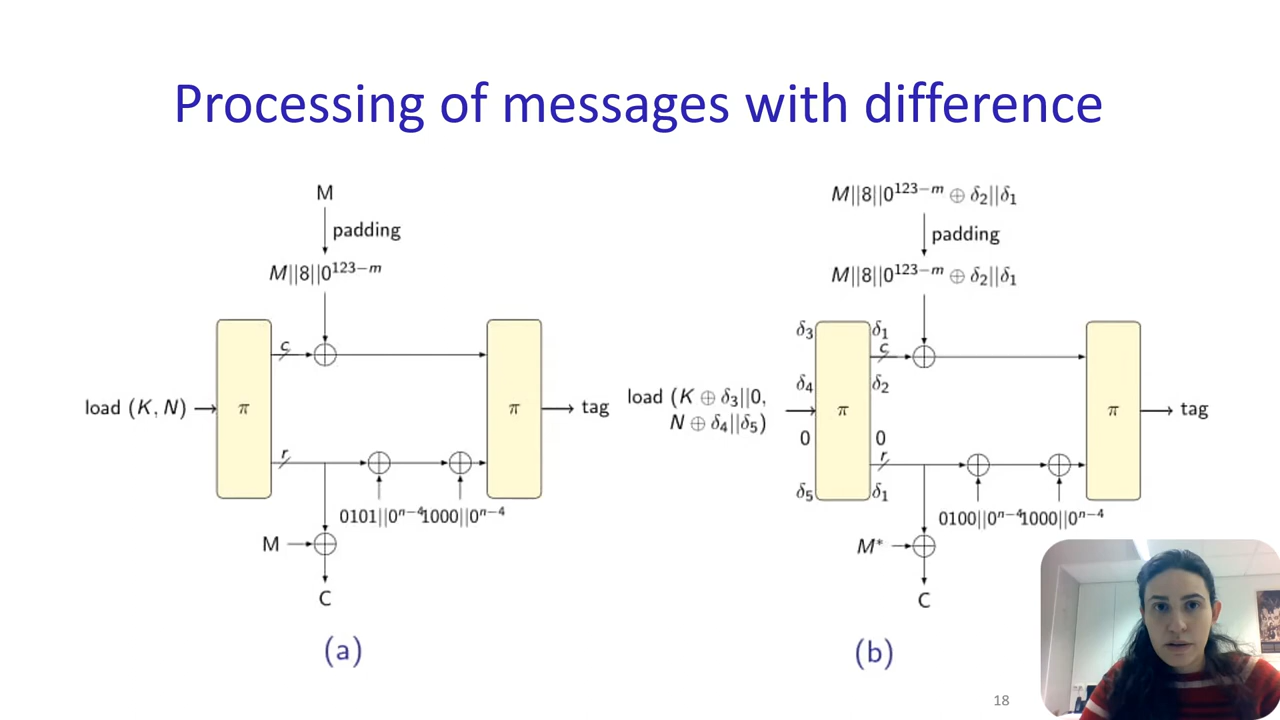 Processing of messages with difference
M
padding
M||8||0^{123−m}
c
load (K, N)
π
π
tag
r
0101||0^{n−4}
1000||0^{n−4}
M
C
(a)
M||8||0^{123−m} ⊕ δ₂||δ₁
padding
M||8||0^{123−m} ⊕ δ₂||δ₁
δ₃
δ₁
c
δ₄
δ₂
load (K ⊕ δ₃||0,
N ⊕ δ₄||δ₅)
π
π
tag
0
0
r
δ₅
δ₁
0100||0^{n−4}
1000||0^{n−4}
M*
C
(b)
18